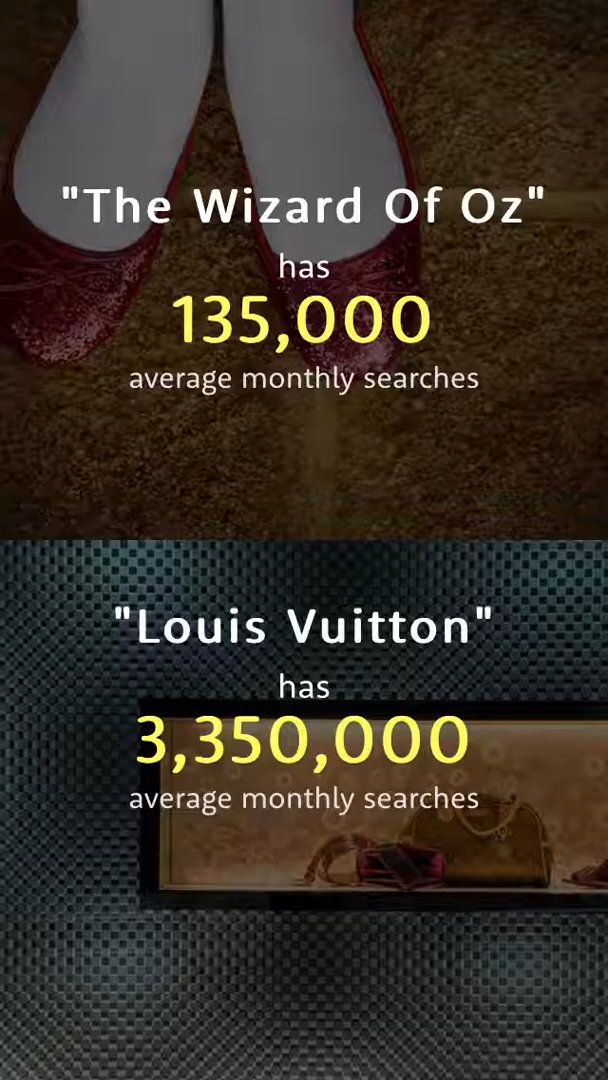 "The Wizard Of Oz"
has
135,000
average monthly searches
"Louis Vuitton"
has
3,350,000
average monthly searches